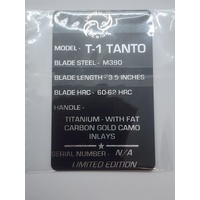 MODEL - T-1 TANTO
BLADE STEEL - M390
BLADE LENGTH - 3.5 INCHES
BLADE HRC - 60-62 HRC
HANDLE -
TITANIUM - WITH FAT
CARBON GOLD CAMO
INLAYS
SERIAL NUMBER - N/A
LIMITED EDITION